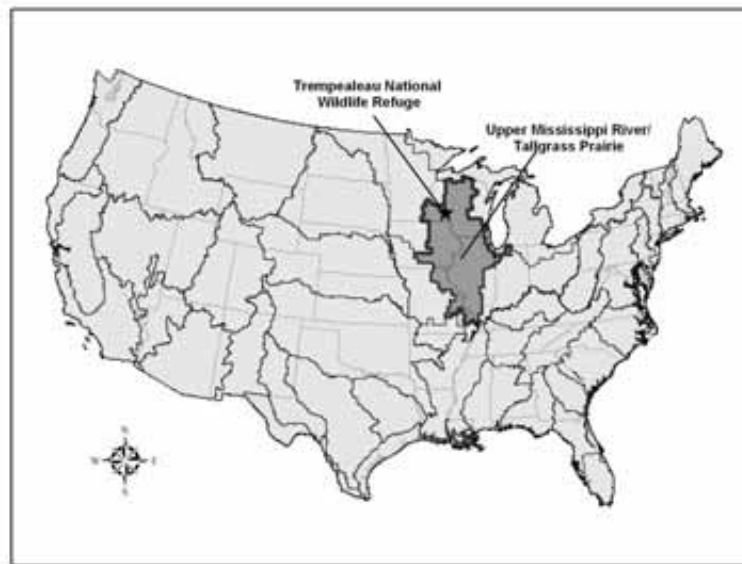 Trempealeau National
Wildlife Refuge
Upper Mississippi River/
Tallgrass Prairie
N
W
E
S